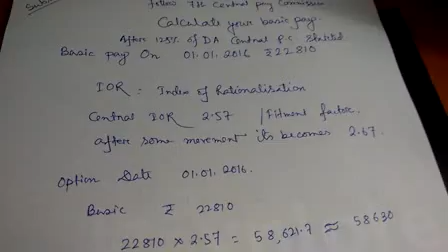 follow 7th Central pay Commission
Calculate your basic pay.
After 125% of DA Central p.c Started
Basic pay On 01.01.2016 ₹22810
IOR : Index of Rationalisation
Central IOR 2.57 / Fitment factor
after some movement its becomes 2.67.
Option Date 01.01.2016.
Basic ₹ 22810
22810 × 2.57 = 58,621.7 ≈ 58630